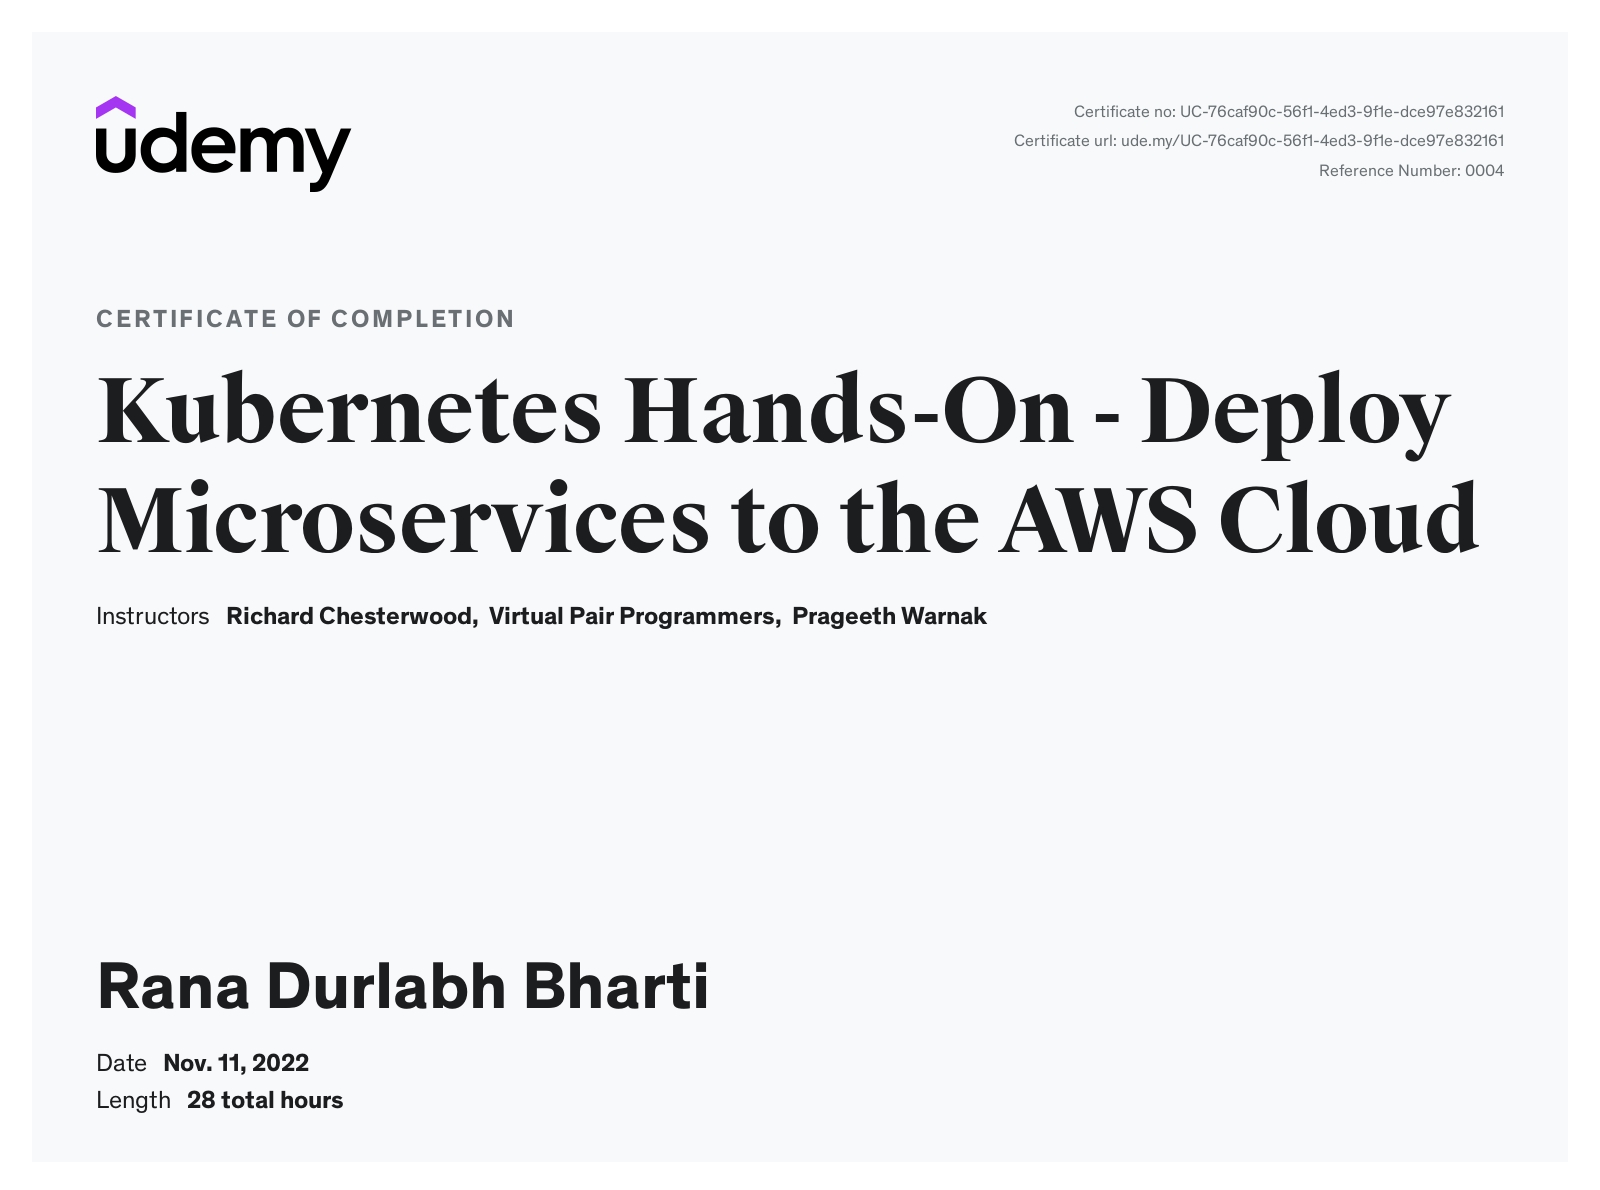 udemy
Certificate no: UC-76caf90c-56f1-4ed3-9f1e-dce97e832161
Certificate url: ude.my/UC-76caf90c-56f1-4ed3-9f1e-dce97e832161
Reference Number: 0004
CERTIFICATE OF COMPLETION
Kubernetes Hands-On - Deploy
Microservices to the AWS Cloud
Instructors Richard Chesterwood, Virtual Pair Programmers, Prageeth Warnak
Rana Durlabh Bharti
Date Nov. 11, 2022
Length 28 total hours